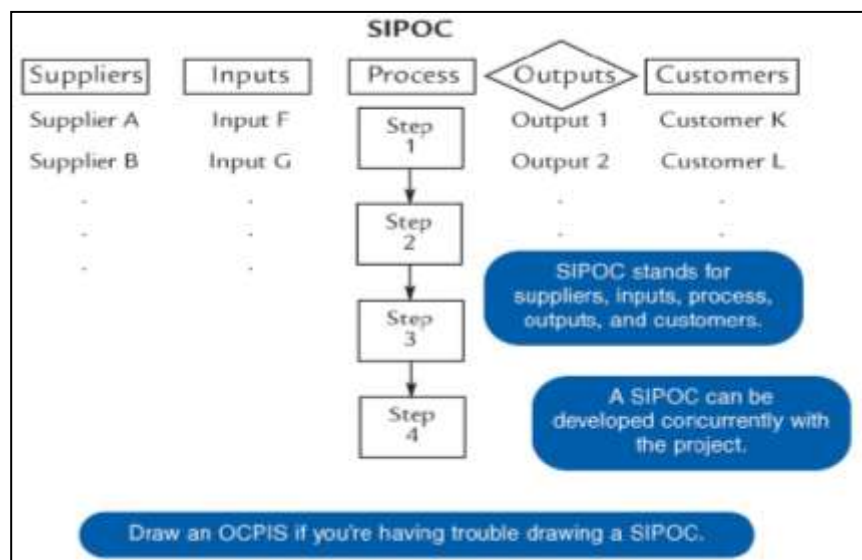 SIPOC
Suppliers Inputs Process Outputs Customers
Supplier A Input F Step 1 Output 1 Customer K
Supplier B Input G Output 2 Customer L
. . . .
. . Step 2 . .
. .
SIPOC stands for
suppliers, inputs, process,
outputs, and customers.
Step
3
A SIPOC can be
developed concurrently with
the project.
Step
4
Draw an OCPIS if you're having trouble drawing a SIPOC.